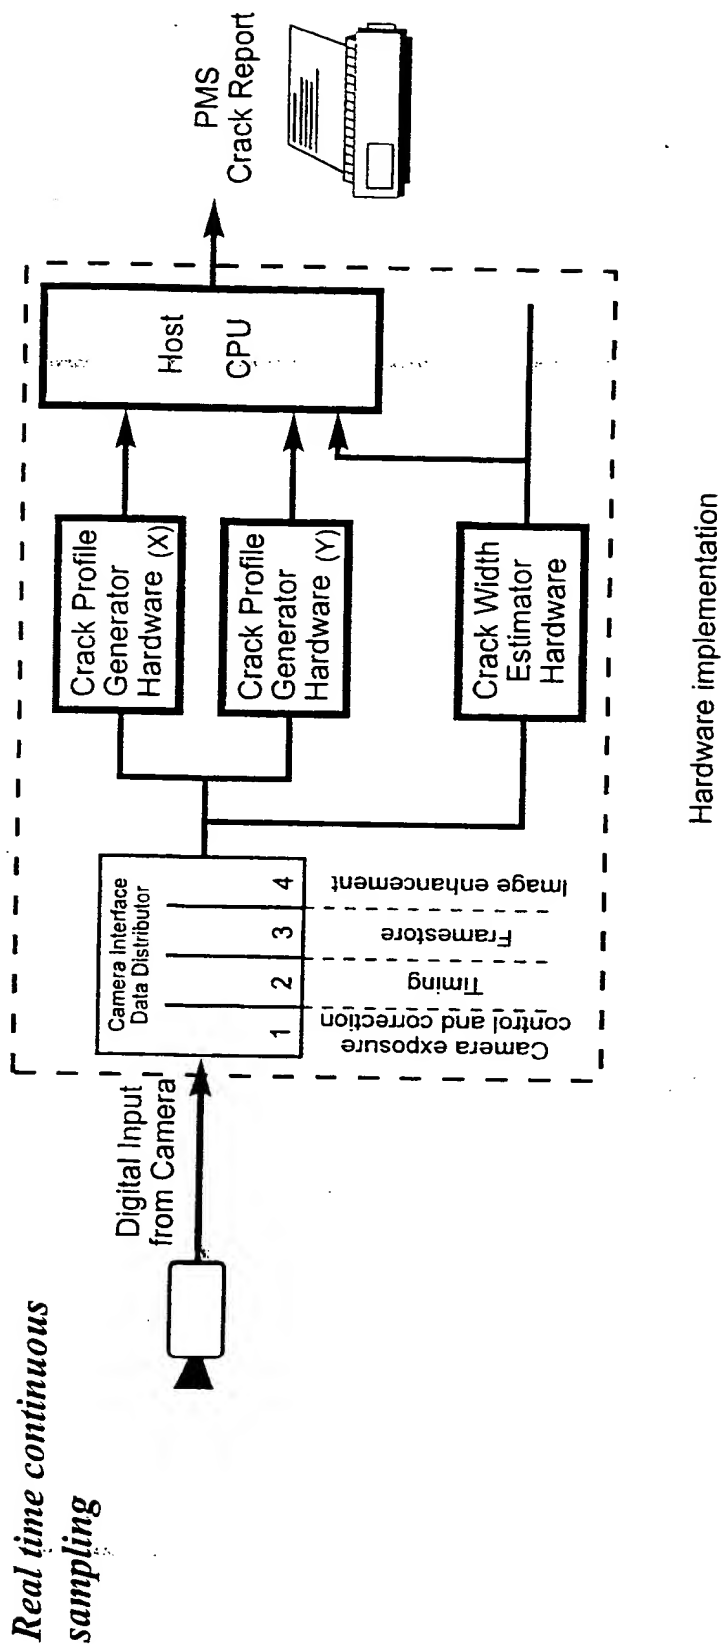 Real time continuous
sampling
Digital Input
from Camera
Camera Interface
Data Distributor
1
2
3
4
Camera exposure
control and correction
Timing
Framestore
Image enhancement
Crack Profile
Generator
Hardware (X)
Crack Profile
Generator
Hardware (Y)
Crack Width
Estimator
Hardware
Host
CPU
PMS
Crack Report
Hardware implementation